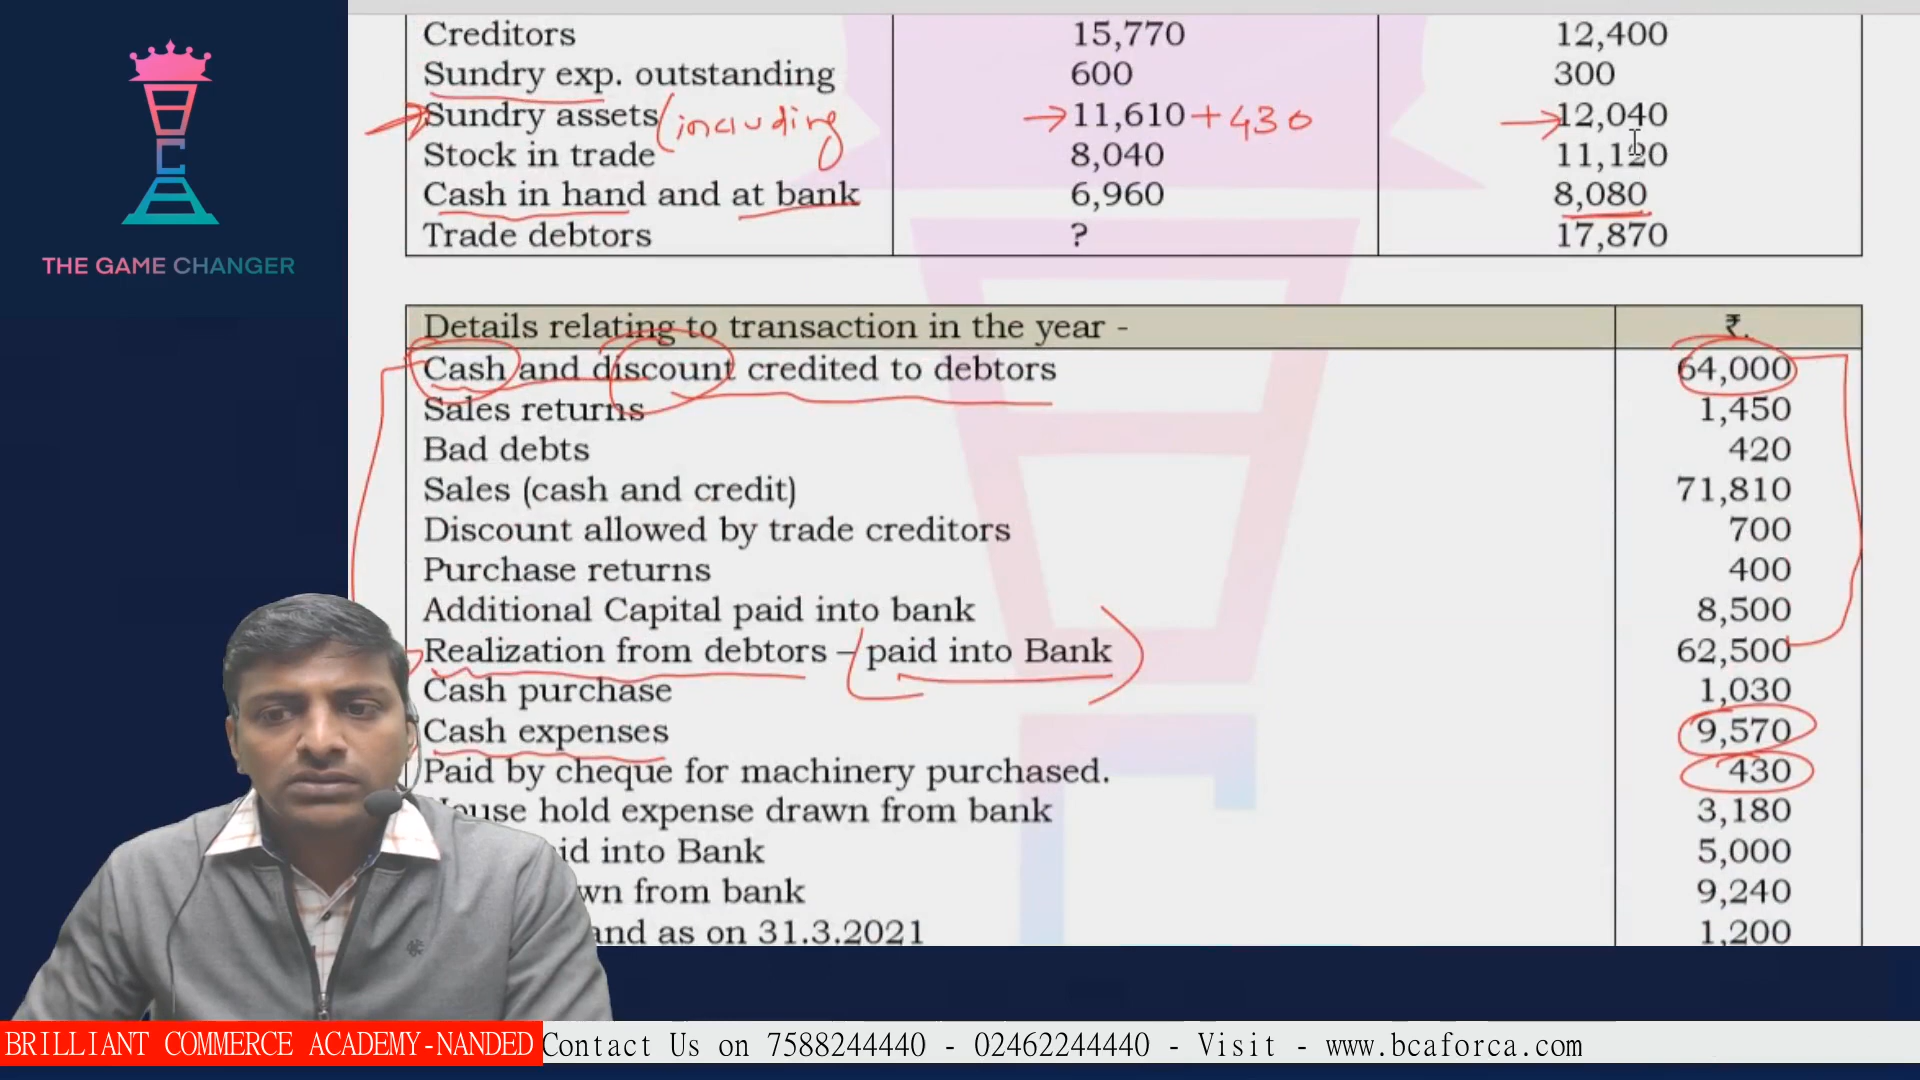 THE GAME CHANGER
Creditors 15,770 12,400
Sundry exp. outstanding 600 300
Sundry assets (including 11,610 + 430 12,040
Stock in trade 8,040 11,120
Cash in hand and at bank 6,960 8,080
Trade debtors ? 17,870
Details relating to transaction in the year - ₹.
Cash and discount credited to debtors 64,000
Sales returns 1,450
Bad debts 420
Sales (cash and credit) 71,810
Discount allowed by trade creditors 700
Purchase returns 400
Additional Capital paid into bank 8,500
Realization from debtors – paid into Bank 62,500
Cash purchase 1,030
Cash expenses 9,570
Paid by cheque for machinery purchased. 430
House hold expense drawn from bank 3,180
into Bank 5,000
from bank 9,240
as on 31.3.2021 1,200
BRILLIANT COMMERCE ACADEMY-NANDED Contact Us on 7588244440 - 02462244440 - Visit - www.bcaforca.com